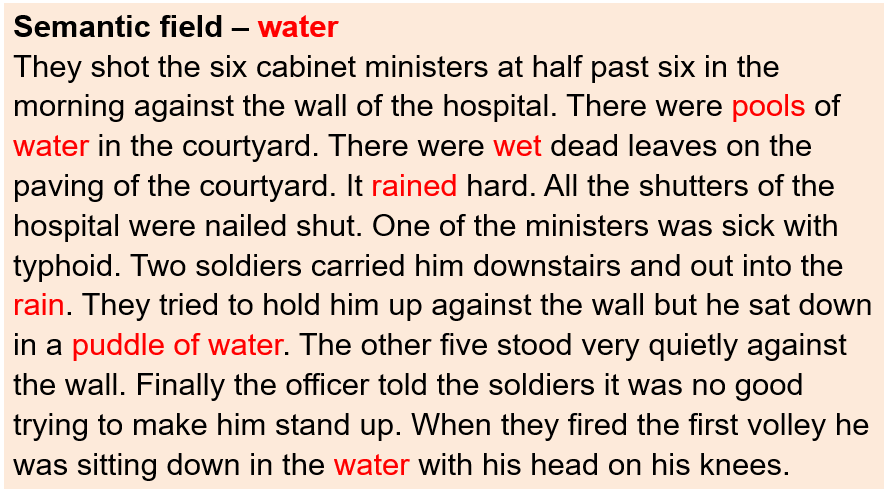 Semantic field – water
They shot the six cabinet ministers at half past six in the
morning against the wall of the hospital. There were pools of
water in the courtyard. There were wet dead leaves on the
paving of the courtyard. It rained hard. All the shutters of the
hospital were nailed shut. One of the ministers was sick with
typhoid. Two soldiers carried him downstairs and out into the
rain. They tried to hold him up against the wall but he sat down
in a puddle of water. The other five stood very quietly against
the wall. Finally the officer told the soldiers it was no good
trying to make him stand up. When they fired the first volley he
was sitting down in the water with his head on his knees.